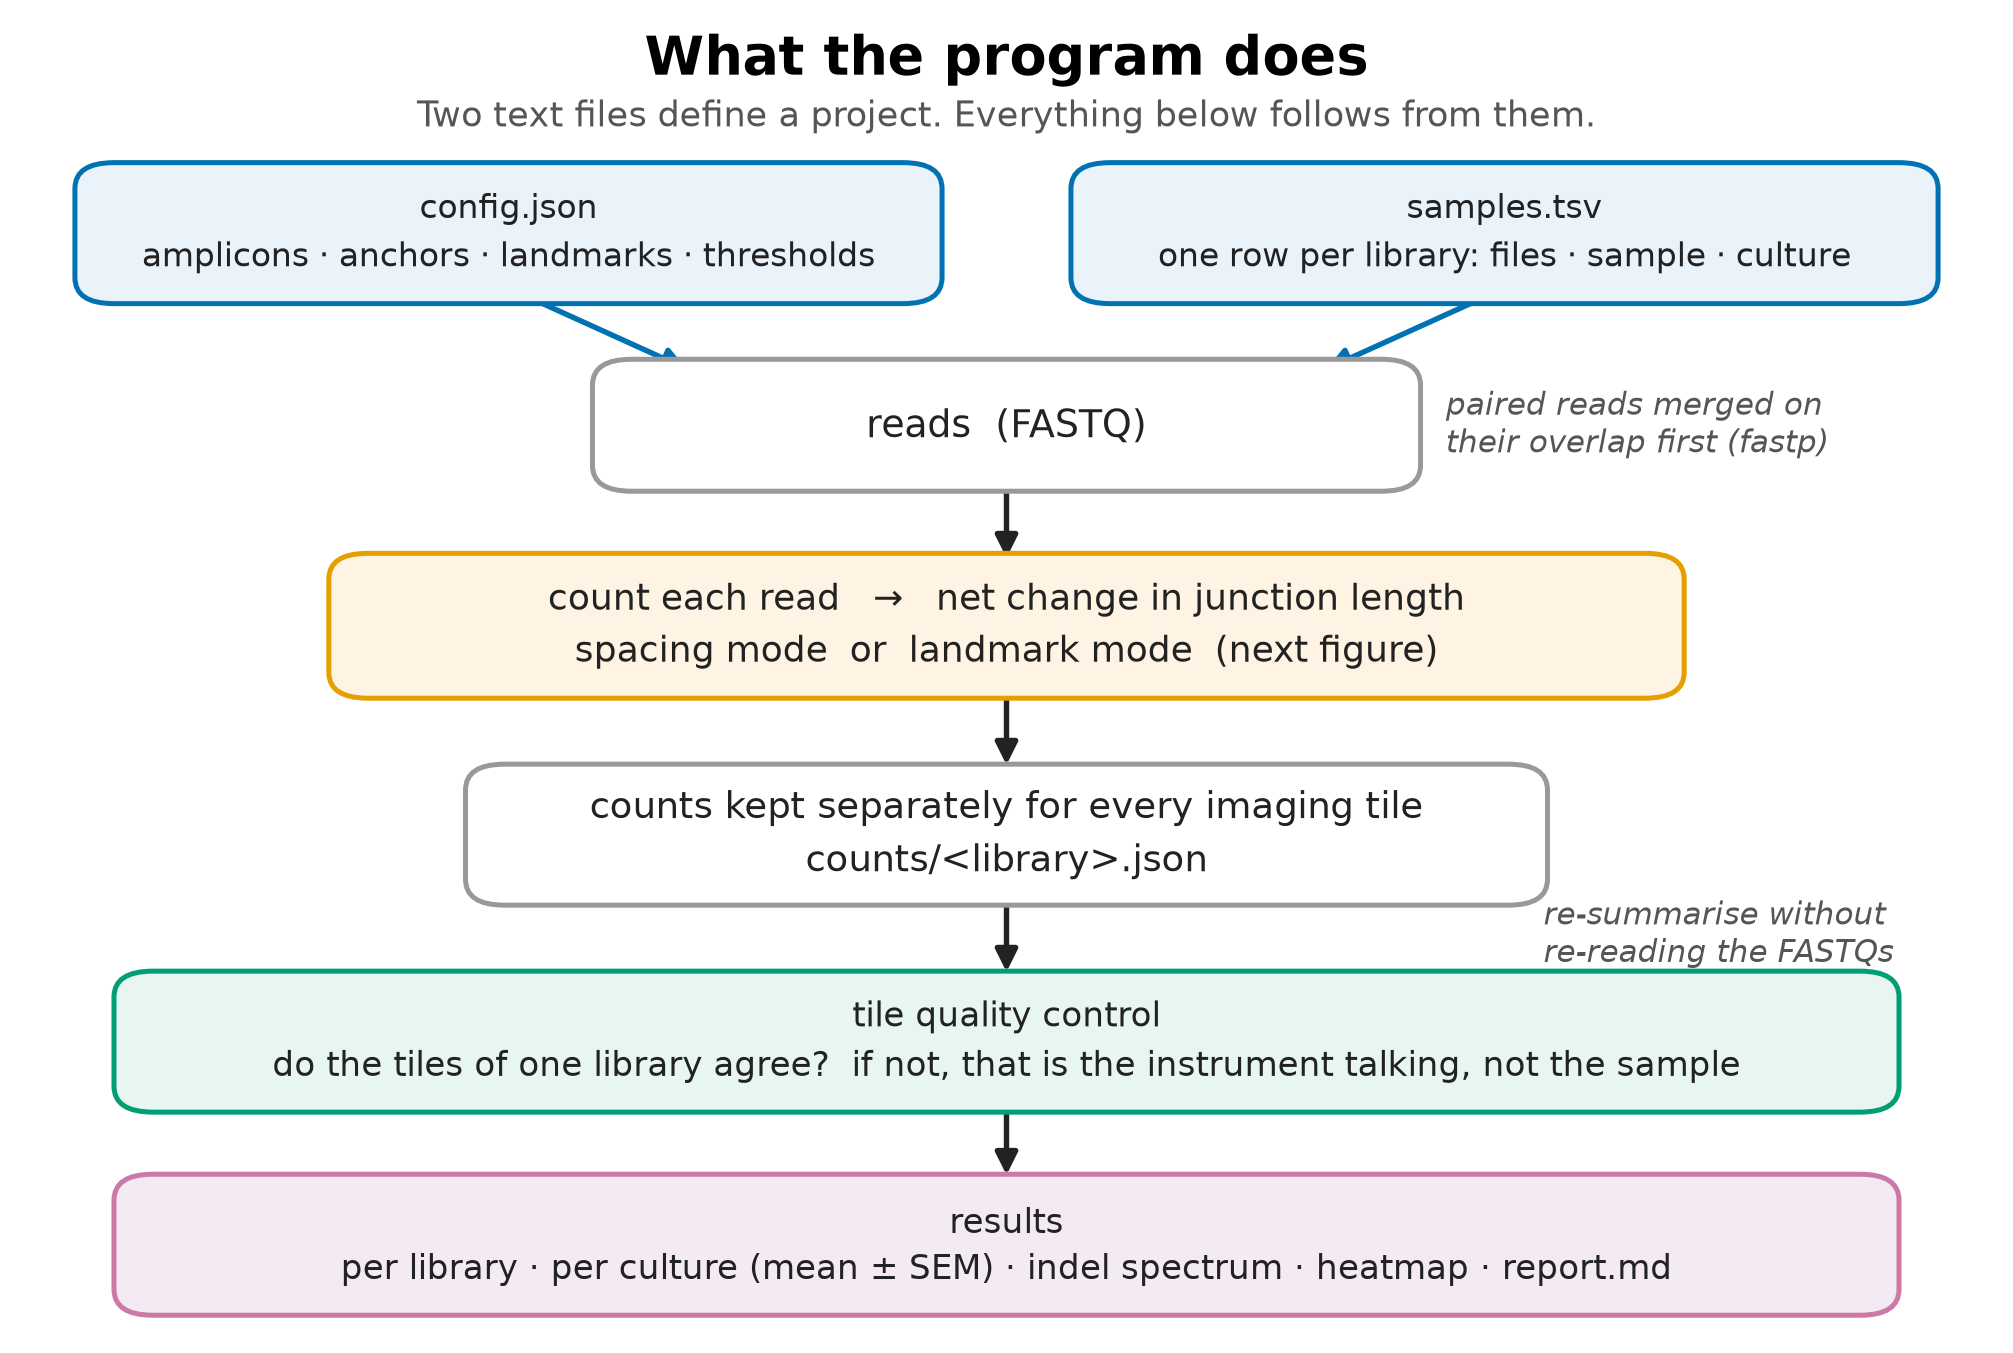 What the program does
Two text files define a project. Everything below follows from them.
config.json
amplicons · anchors · landmarks · thresholds
samples.tsv
one row per library: files · sample · culture
reads (FASTQ)
paired reads merged on
their overlap first (fastp)
count each read → net change in junction length
spacing mode or landmark mode (next figure)
counts kept separately for every imaging tile
counts/<library>.json
re-summarise without
re-reading the FASTQs
tile quality control
do the tiles of one library agree? if not, that is the instrument talking, not the sample
results
per library · per culture (mean ± SEM) · indel spectrum · heatmap · report.md